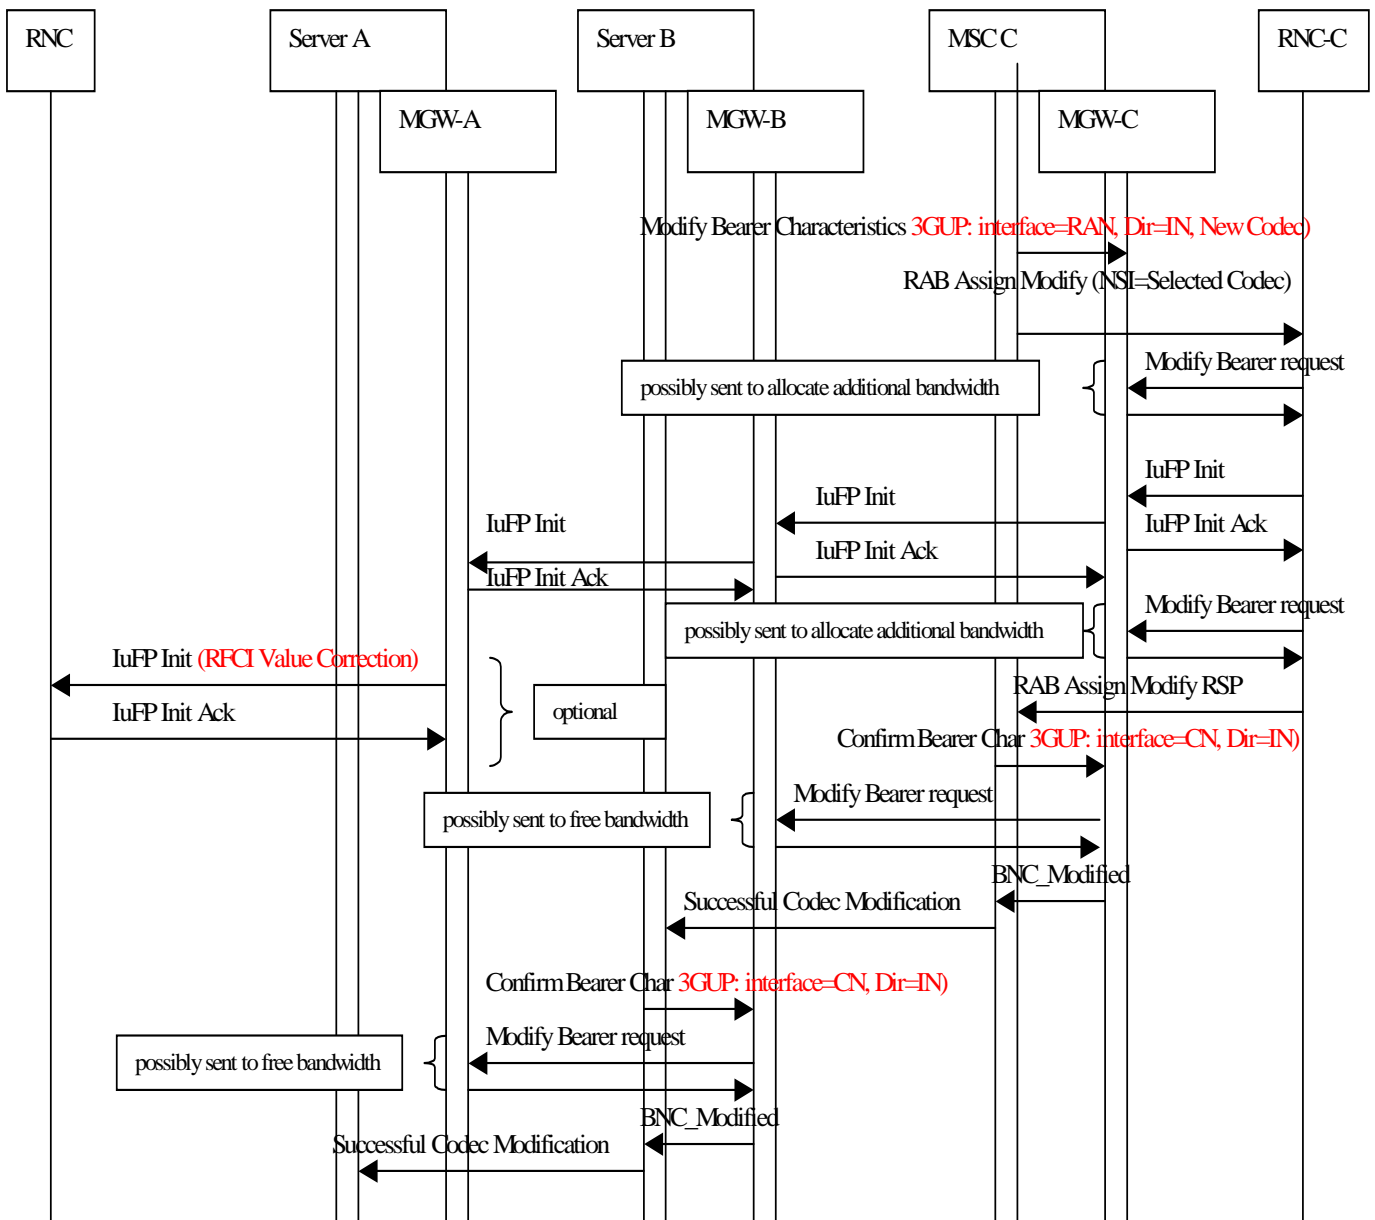 RNC
Server A
Server B
MSC C
RNC-C
MGW-A
MGW-B
MGW-C
Modify Bearer Characteristics 3GUP: interface=RAN, Dir=IN, New Codec)
RAB Assign Modify (NSI=Selected Codec)
Modify Bearer request
possibly sent to allocate additional bandwidth
IuFP Init
IuFP Init
IuFP Init
IuFP Init Ack
IuFP Init Ack
IuFP Init Ack
Modify Bearer request
possibly sent to allocate additional bandwidth
IuFP Init (RFCI Value Correction)
RAB Assign Modify RSP
IuFP Init Ack
optional
Confirm Bearer Char 3GUP: interface=CN, Dir=IN)
Modify Bearer request
possibly sent to free bandwidth
BNC_Modified
Successful Codec Modification
Confirm Bearer Char 3GUP: interface=CN, Dir=IN)
Modify Bearer request
possibly sent to free bandwidth
BNC_Modified
Successful Codec Modification